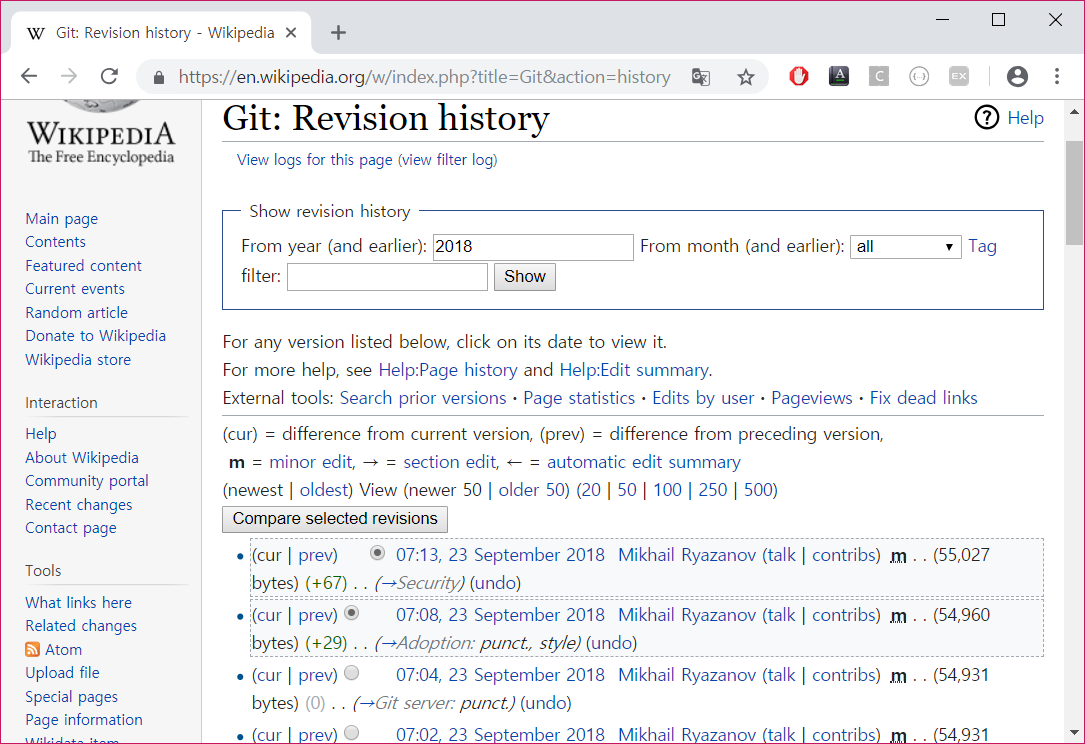 Git: Revision history - Wikipedia
https://en.wikipedia.org/w/index.php?title=Git&action=history
WIKIPEDIA
The Free Encyclopedia
Main page
Contents
Featured content
Current events
Random article
Donate to Wikipedia
Wikipedia store
Interaction
Help
About Wikipedia
Community portal
Recent changes
Contact page
Tools
What links here
Related changes
Atom
Upload file
Special pages
Page information
Wikidata item
Git: Revision history
Help
View logs for this page (view filter log)
Show revision history
From year (and earlier): 2018 From month (and earlier): all Tag
filter: Show
For any version listed below, click on its date to view it.
For more help, see Help:Page history and Help:Edit summary.
External tools: Search prior versions · Page statistics · Edits by user · Pageviews · Fix dead links
(cur) = difference from current version, (prev) = difference from preceding version,
m = minor edit, → = section edit, ← = automatic edit summary
(newest | oldest) View (newer 50 | older 50) (20 | 50 | 100 | 250 | 500)
Compare selected revisions
• (cur | prev) 07:13, 23 September 2018 Mikhail Ryazanov (talk | contribs) m . . (55,027
bytes) (+67) . . (→Security) (undo)
• (cur | prev) 07:08, 23 September 2018 Mikhail Ryazanov (talk | contribs) m . . (54,960
bytes) (+29) . . (→Adoption: punct., style) (undo)
• (cur | prev) 07:04, 23 September 2018 Mikhail Ryazanov (talk | contribs) m . . (54,931
bytes) (0) . . (→Git server: punct.) (undo)
• (cur | prev) 07:02, 23 September 2018 Mikhail Ryazanov (talk | contribs) m . . (54,931